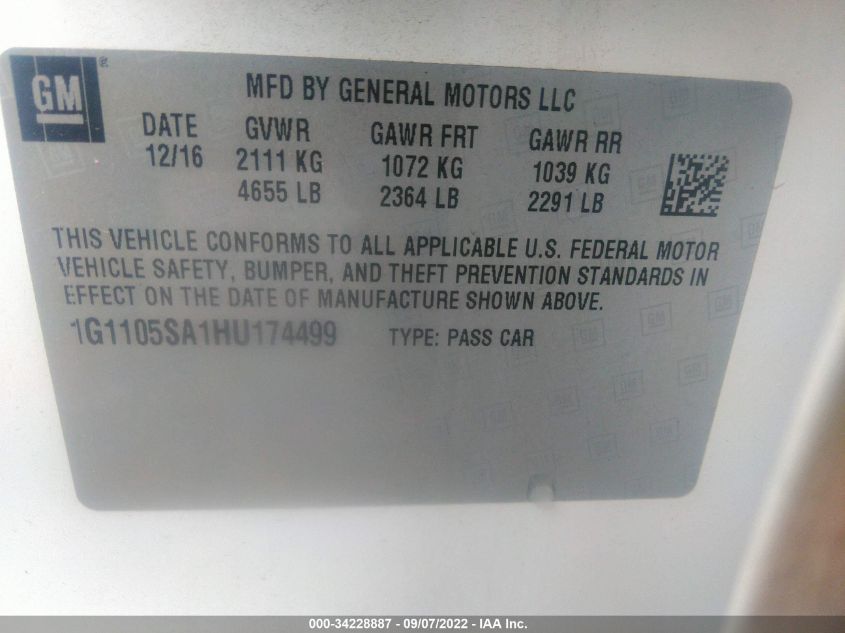 GM ®
MFD BY GENERAL MOTORS LLC
DATE GVWR GAWR FRT GAWR RR
12/16 2111 KG 1072 KG 1039 KG
4655 LB 2364 LB 2291 LB
THIS VEHICLE CONFORMS TO ALL APPLICABLE U.S. FEDERAL MOTOR
VEHICLE SAFETY, BUMPER, AND THEFT PREVENTION STANDARDS IN
EFFECT ON THE DATE OF MANUFACTURE SHOWN ABOVE.
1G1105SA1HU174499 TYPE: PASS CAR
000-34228887 - 09/07/2022 - IAA Inc.